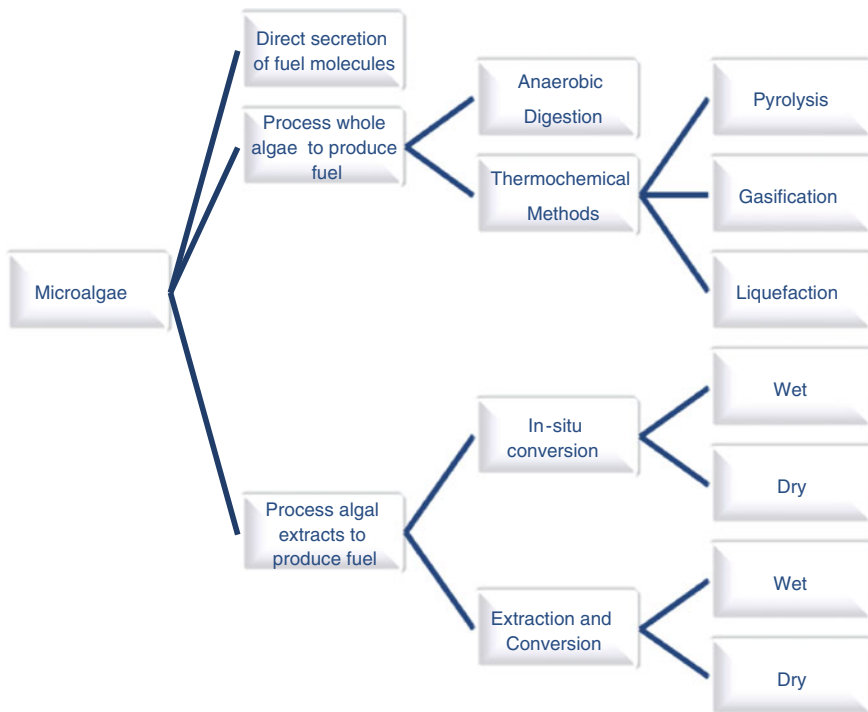 Direct secretion
of fuel molecules
Process whole
algae to produce
fuel
Anaerobic
Digestion
Thermochemical
Methods
Pyrolysis
Gasification
Liquefaction
Microalgae
Process algal
extracts to
produce fuel
In-situ
conversion
Wet
Dry
Extraction and
Conversion
Wet
Dry